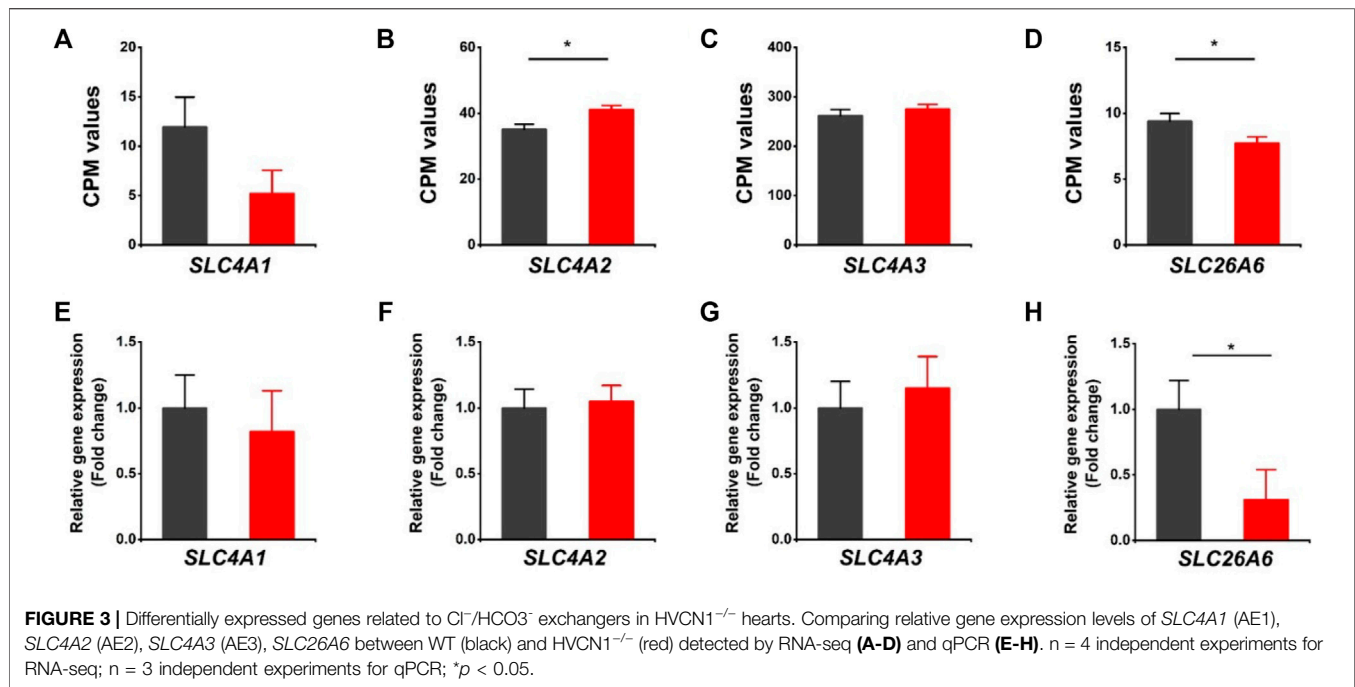 A B C D
CPM values
20
15
10
5
0
SLC4A1
CPM values
60
40
20
0
*
SLC4A2
CPM values
400
300
200
100
0
SLC4A3
CPM values
15
10
5
0
*
SLC26A6
E F G H
Relative gene expression
(Fold change)
1.5
1.0
0.5
0.0
SLC4A1
Relative gene expression
(Fold change)
1.5
1.0
0.5
0.0
SLC4A2
Relative gene expression
(Fold change)
1.5
1.0
0.5
0.0
SLC4A3
Relative gene expression
(Fold change)
1.5
1.0
0.5
0.0
*
SLC26A6
FIGURE 3 | Differentially expressed genes related to Cl⁻/HCO3⁻ exchangers in HVCN1⁻/⁻ hearts. Comparing relative gene expression levels of SLC4A1 (AE1),
SLC4A2 (AE2), SLC4A3 (AE3), SLC26A6 between WT (black) and HVCN1⁻/⁻ (red) detected by RNA-seq (A-D) and qPCR (E-H). n = 4 independent experiments for
RNA-seq; n = 3 independent experiments for qPCR; *p < 0.05.